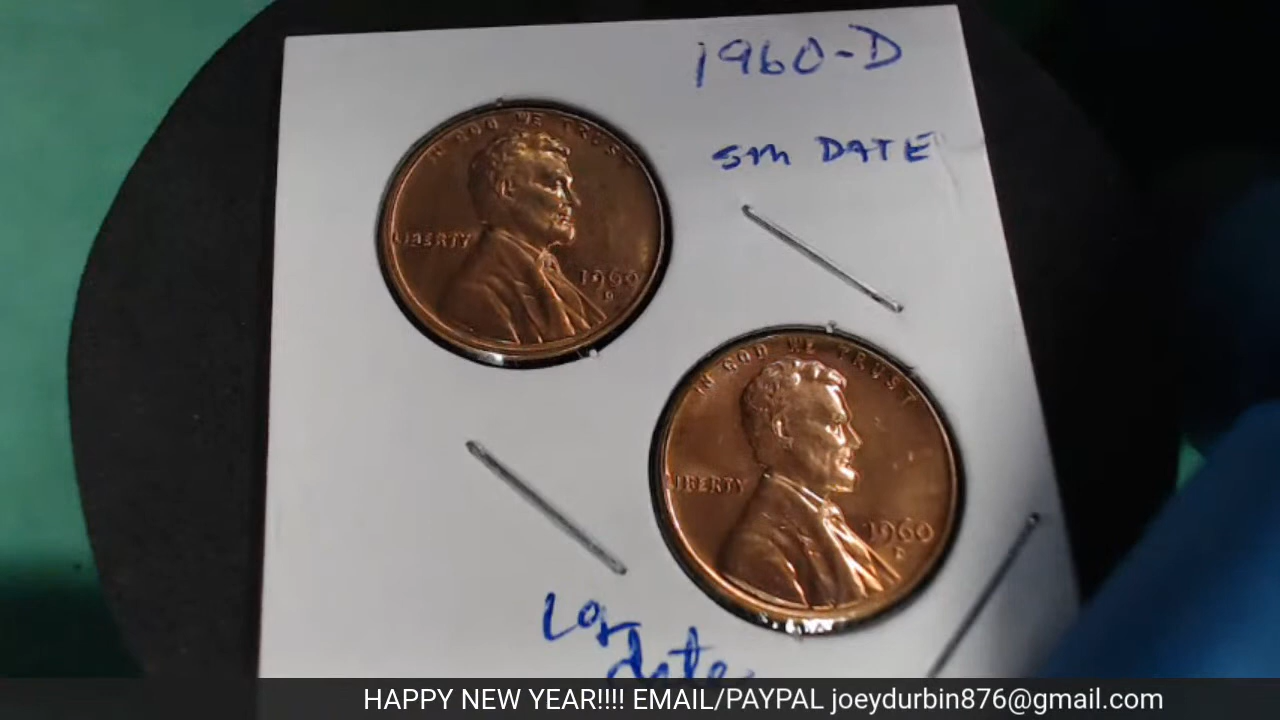 1960-D
sm DATE
IN GOD WE TRUST
LIBERTY
1960
D
IN GOD WE TRUST
LIBERTY
1960
D
date
HAPPY NEW YEAR!!!! EMAIL/PAYPAL joeydurbin876@gmail.com